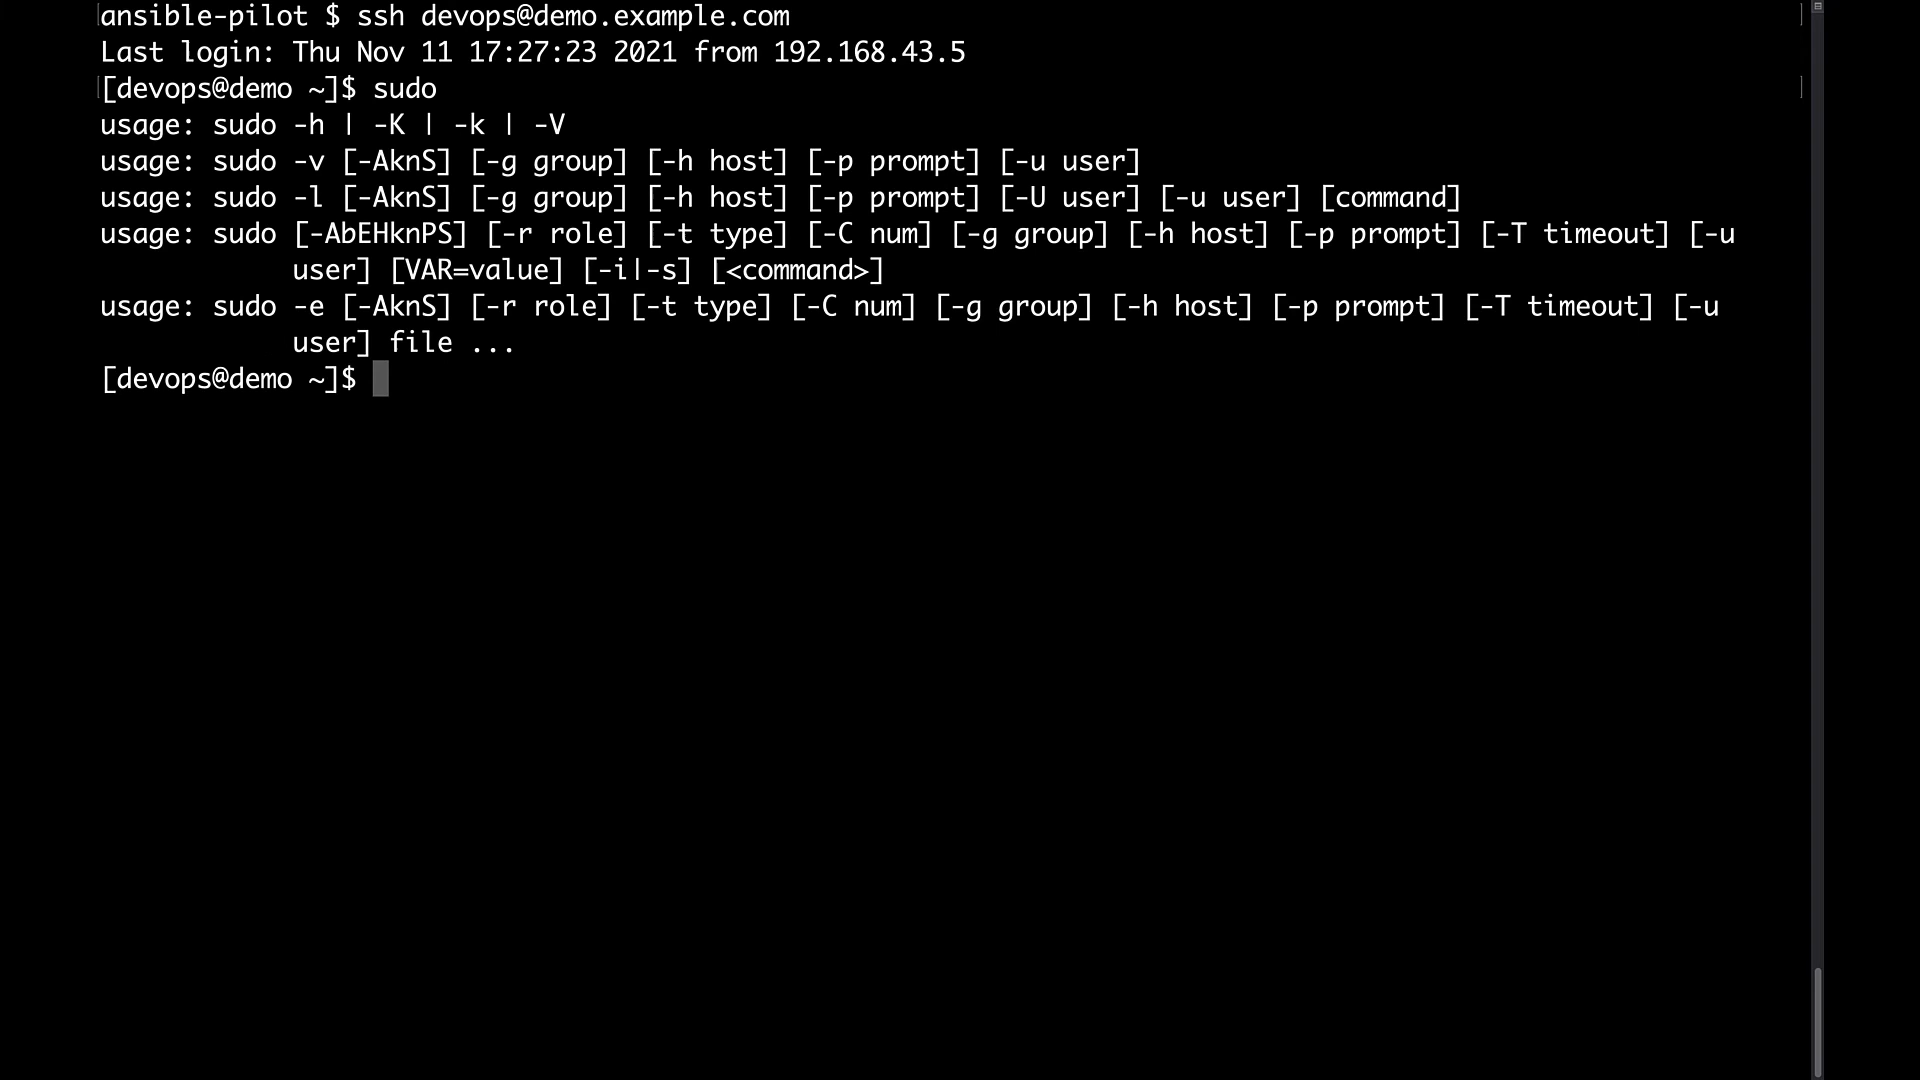 ansible-pilot $ ssh devops@demo.example.com
Last login: Thu Nov 11 17:27:23 2021 from 192.168.43.5
[devops@demo ~]$ sudo
usage: sudo -h | -K | -k | -V
usage: sudo -v [-AknS] [-g group] [-h host] [-p prompt] [-u user]
usage: sudo -l [-AknS] [-g group] [-h host] [-p prompt] [-U user] [-u user] [command]
usage: sudo [-AbEHknPS] [-r role] [-t type] [-C num] [-g group] [-h host] [-p prompt] [-T timeout] [-u
            user] [VAR=value] [-i|-s] [<command>]
usage: sudo -e [-AknS] [-r role] [-t type] [-C num] [-g group] [-h host] [-p prompt] [-T timeout] [-u
            user] file ...
[devops@demo ~]$